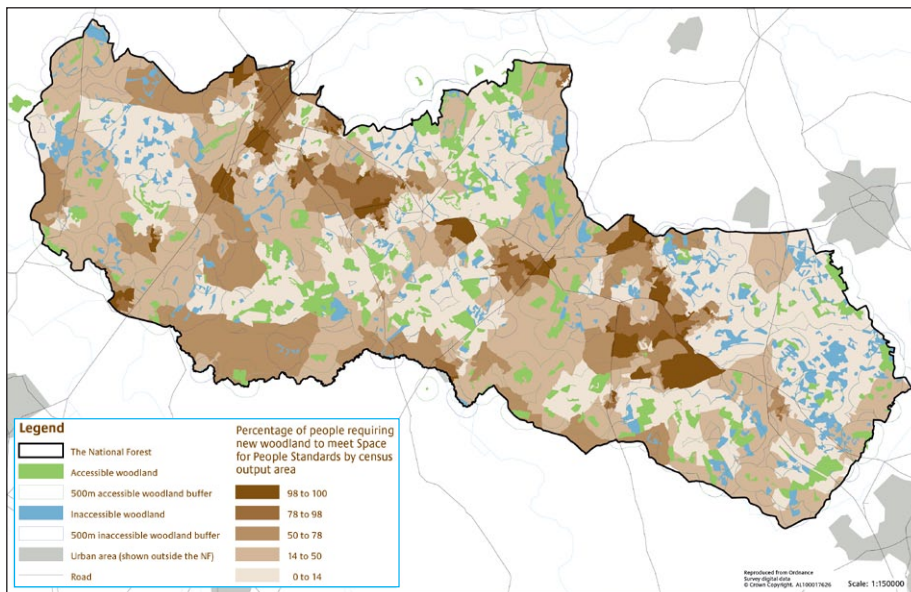 Legend
The National Forest
Accessible woodland
500m accessible woodland buffer
Inaccessible woodland
500m inaccessible woodland buffer
Urban area (shown outside the NF)
Road
Percentage of people requiring
new woodland to meet Space
for People Standards by census
output area
98 to 100
78 to 98
50 to 78
14 to 50
0 to 14
Reproduced from Ordnance
Survey digital data
© Crown Copyright. AL100017626
Scale: 1:150000